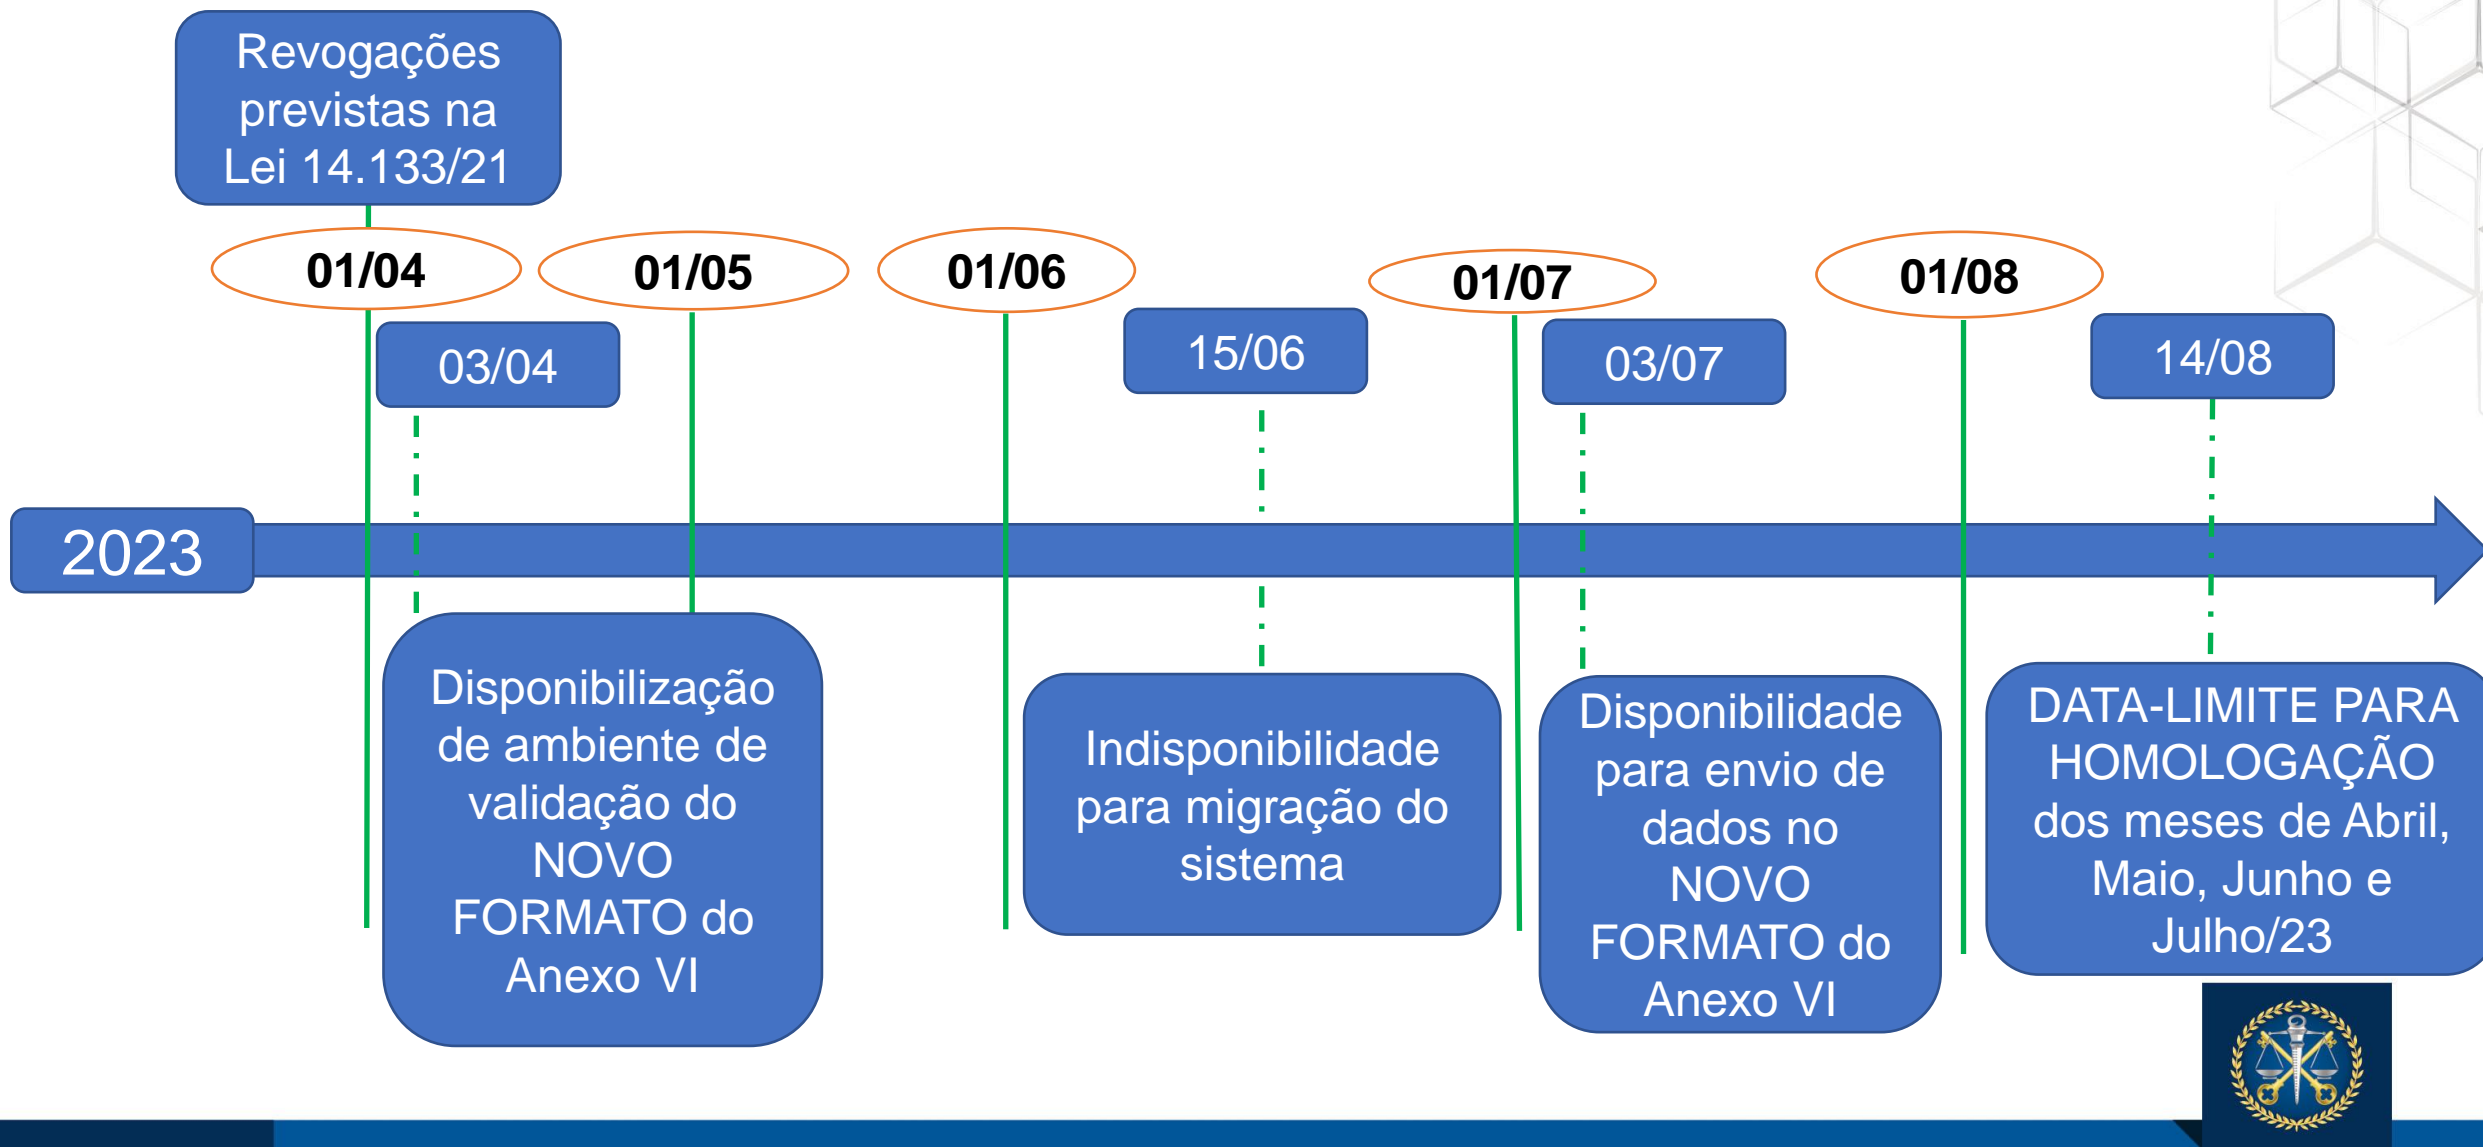 Revogações
previstas na
Lei 14.133/21
01/04
01/05
01/06
01/07
01/08
03/04
15/06
03/07
14/08
2023
Disponibilização
de ambiente de
validação do
NOVO
FORMATO do
Anexo VI
Indisponibilidade
para migração do
sistema
Disponibilidade
para envio de
dados no
NOVO
FORMATO do
Anexo VI
DATA-LIMITE PARA
HOMOLOGAÇÃO
dos meses de Abril,
Maio, Junho e
Julho/23